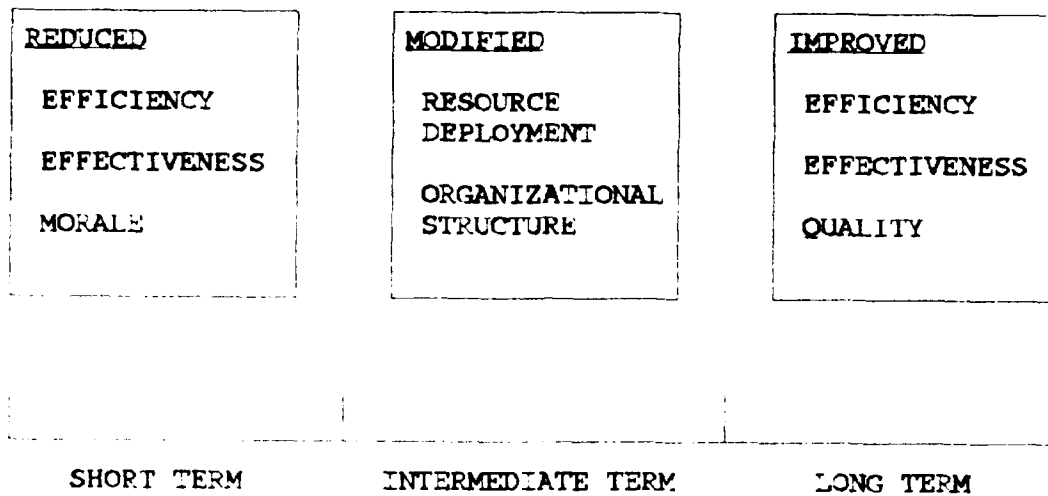 REDUCED
EFFICIENCY
EFFECTIVENESS
MORALE
MODIFIED
RESOURCE
DEPLOYMENT
ORGANIZATIONAL
STRUCTURE
IMPROVED
EFFICIENCY
EFFECTIVENESS
QUALITY
SHORT TERM
INTERMEDIATE TERM
LONG TERM